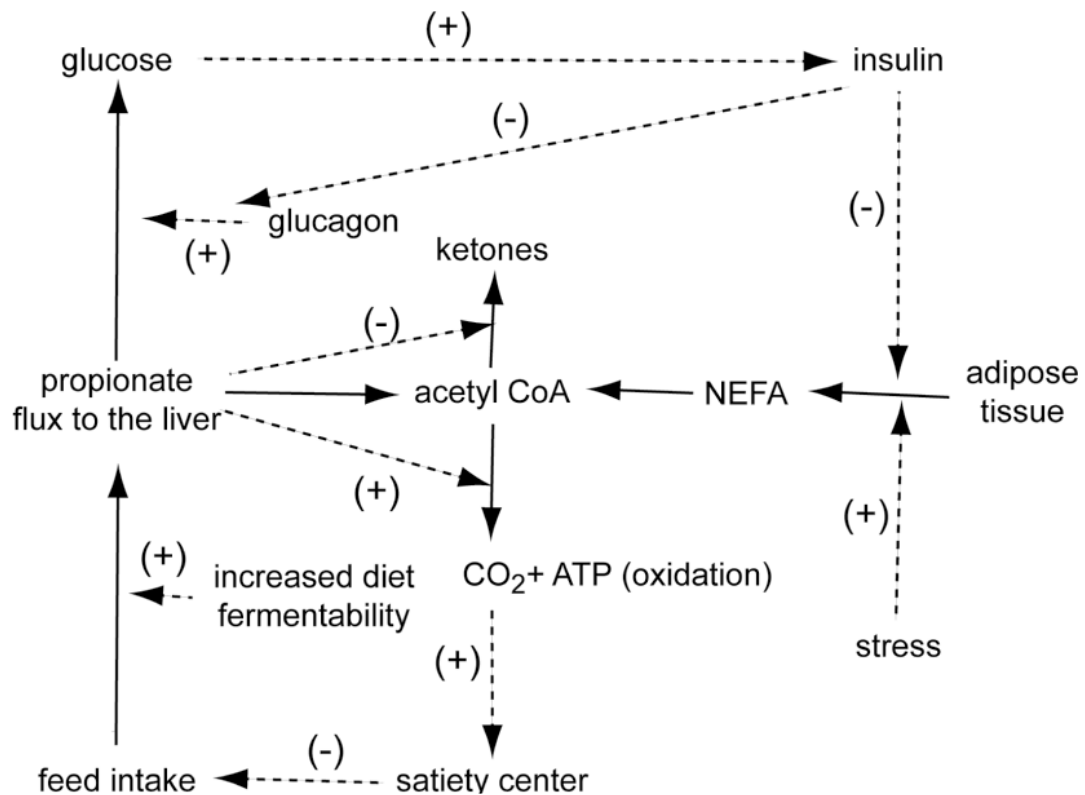 (+)
glucose
insulin
(-)
(-)
glucagon
(+)
ketones
(-)
propionate
flux to the liver
acetyl CoA
NEFA
adipose
tissue
(+)
(+)
(+)
increased diet
fermentability
CO2+ ATP (oxidation)
stress
(+)
(-)
feed intake
satiety center